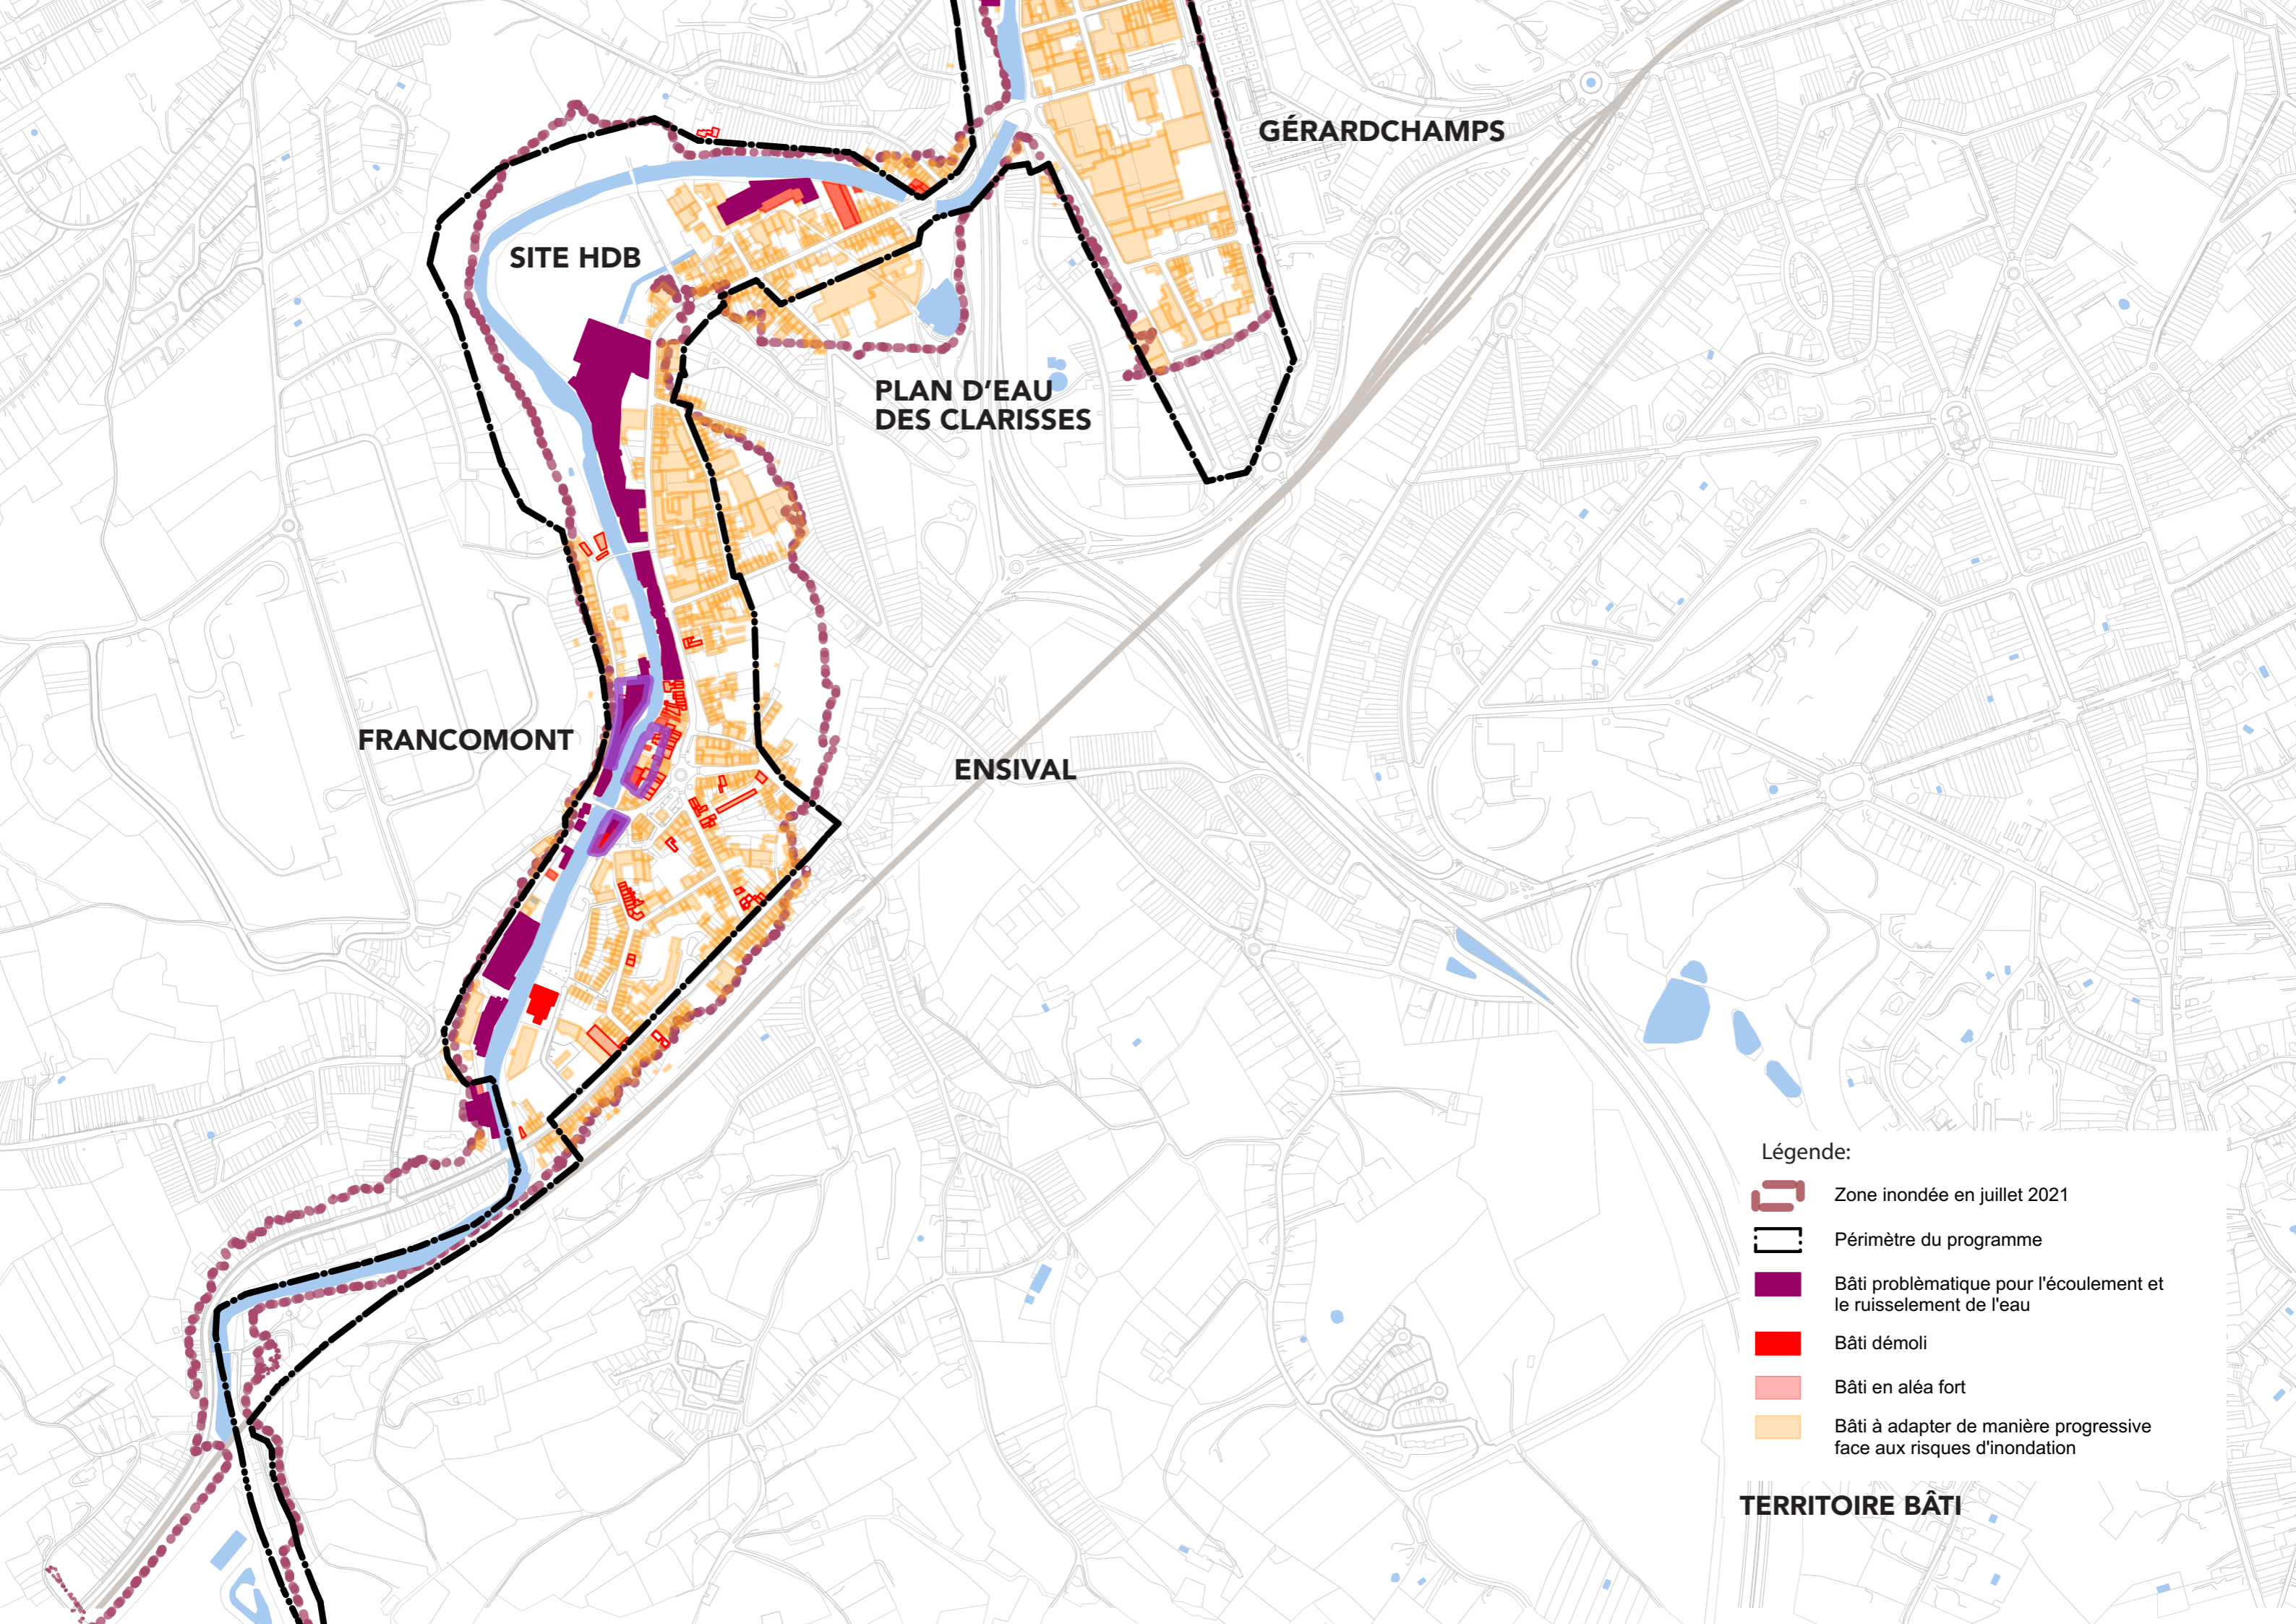 GÉRARDCHAMPS
SITE HDB
PLAN D'EAU
DES CLARISSES
FRANCOMONT
ENSIVAL
Légende:
Zone inondée en juillet 2021
Périmètre du programme
Bâti problèmatique pour l'écoulement et
le ruisselement de l'eau
Bâti démoli
Bâti en aléa fort
Bâti à adapter de manière progressive
face aux risques d'inondation
TERRITOIRE BÂTI